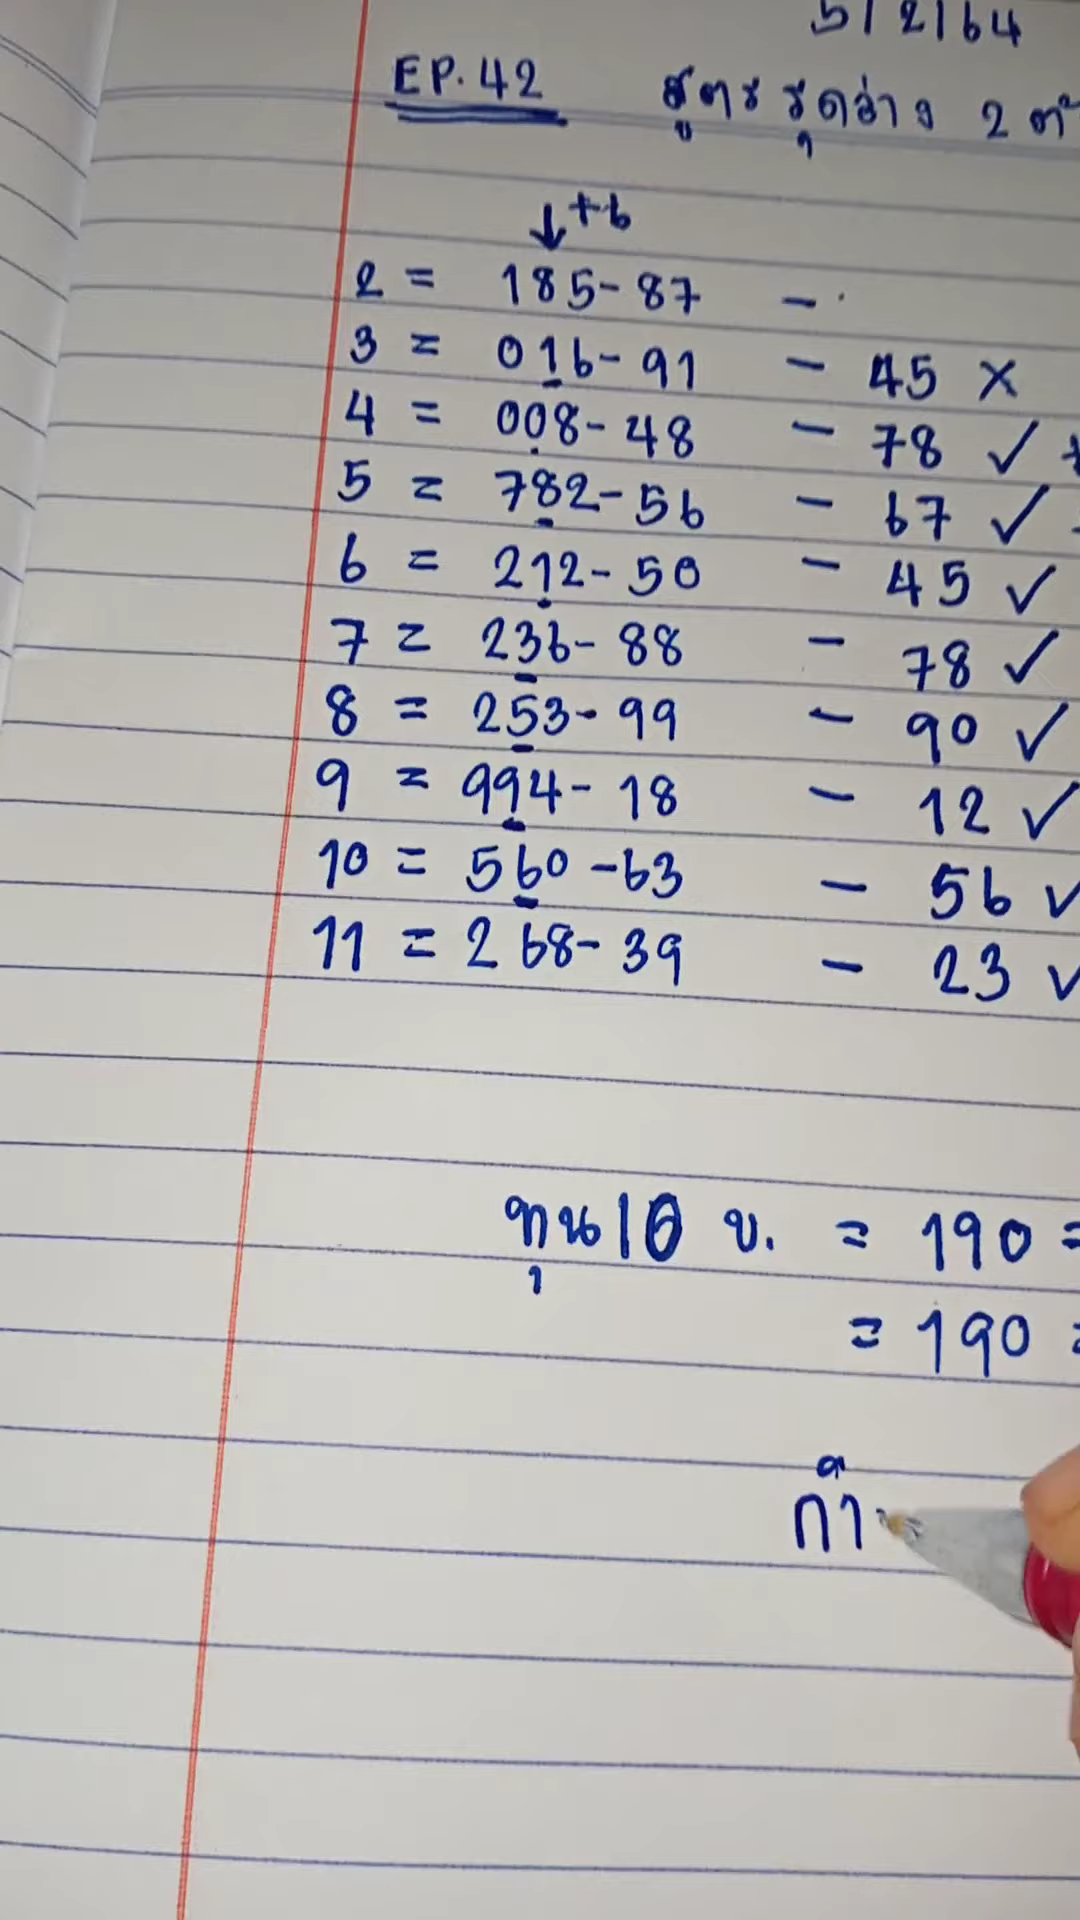 5/2/64
EP.42 สูตรรูดล่าง 2 ตั
↓+6
2 = 185-87 -
3 = 016-91 - 45 ×
4 = 008-48 - 78 ✓
5 = 782-56 - 67 ✓
6 = 212-50 - 45 ✓
7 = 236-88 - 78 ✓
8 = 253-99 - 90 ✓
9 = 994-18 - 12 ✓
10 = 560-63 - 56 ✓
11 = 268-39 - 23 ✓
ทุน 10 บ. = 190 =
= 190 =
กำ